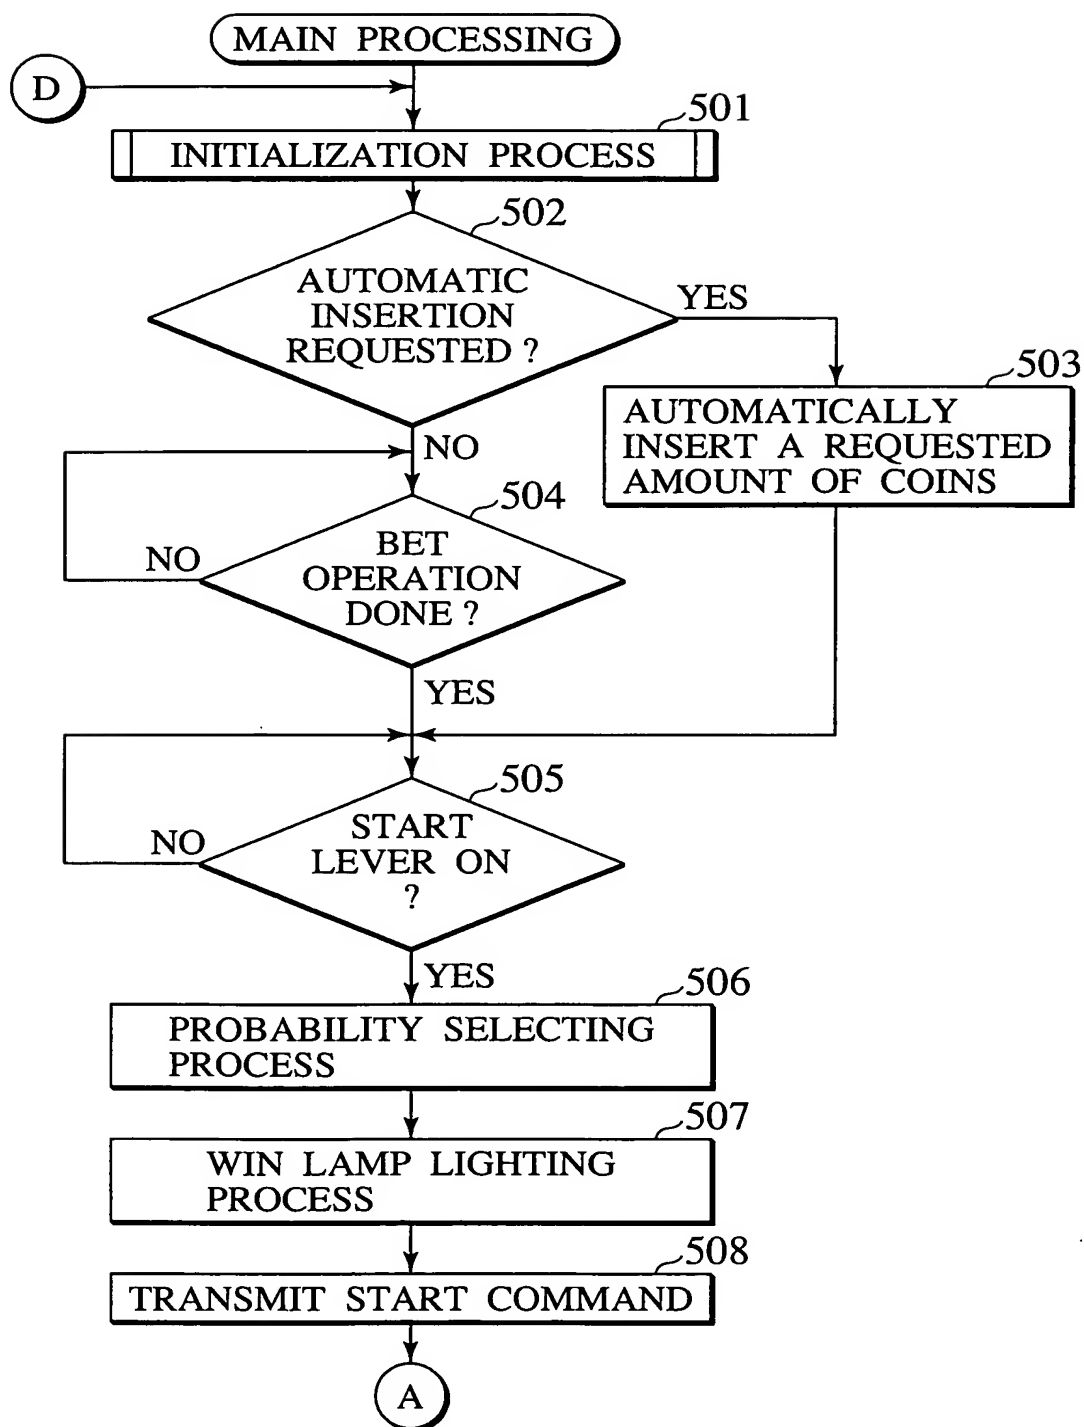 MAIN PROCESSING
D
501
INITIALIZATION PROCESS
502
AUTOMATIC
INSERTION
REQUESTED ?
YES
503
AUTOMATICALLY
INSERT A REQUESTED
AMOUNT OF COINS
NO
504
BET
OPERATION
DONE ?
NO
YES
505
START
LEVER ON
?
NO
YES
506
PROBABILITY SELECTING
PROCESS
507
WIN LAMP LIGHTING
PROCESS
508
TRANSMIT START COMMAND
A